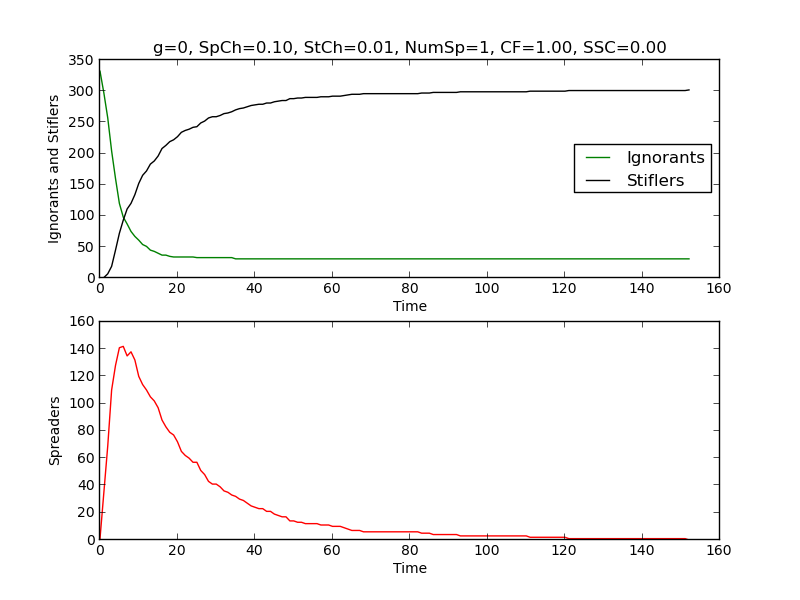 g=0, SpCh=0.10, StCh=0.01, NumSp=1, CF=1.00, SSC=0.00
350
300
250
200
150
100
50
0
Ignorants and Stiflers
Ignorants
Stiflers
0 20 40 60 80 100 120 140 160
Time
160
140
120
100
80
60
40
20
0
Spreaders
0 20 40 60 80 100 120 140 160
Time